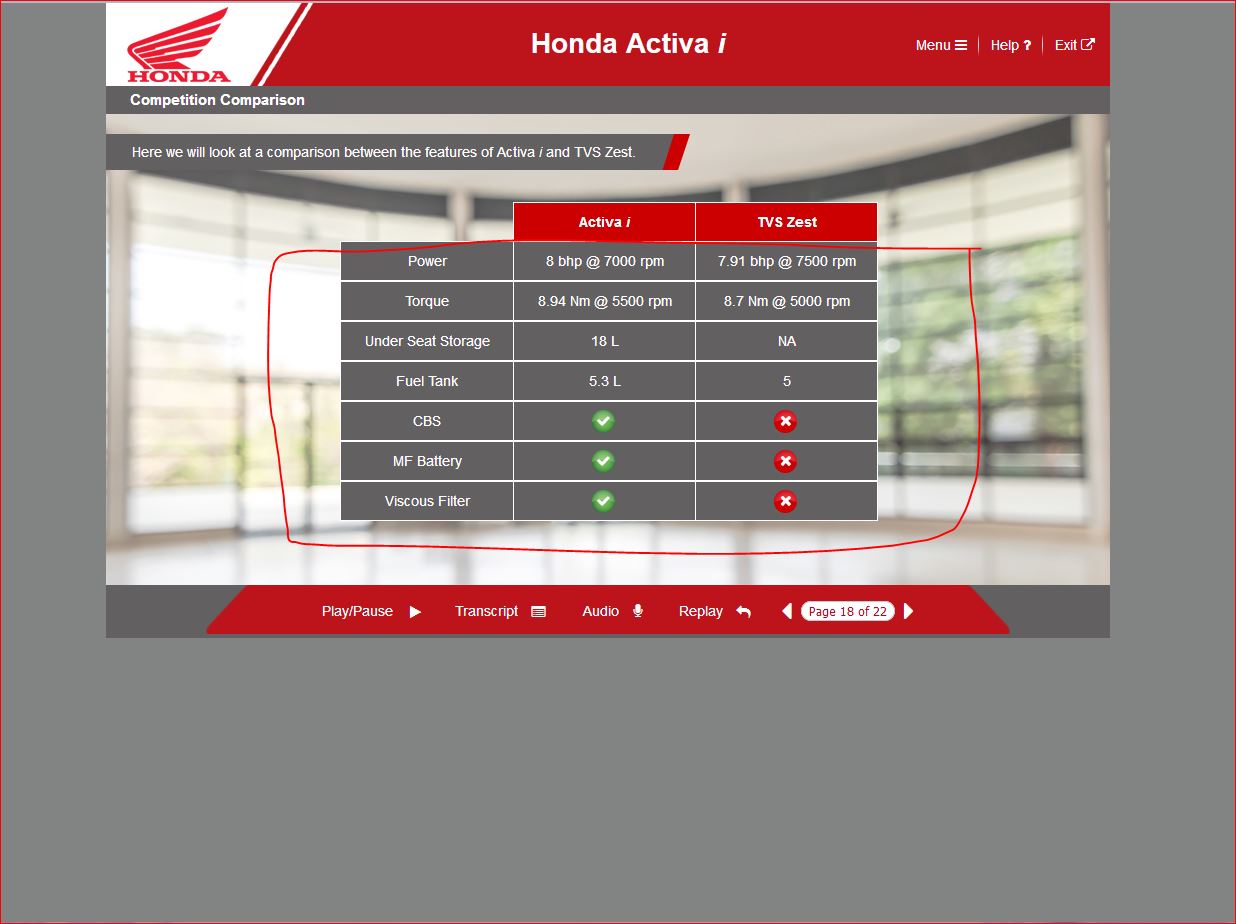 HONDA
Honda Activa i
Menu Help ? Exit
Competition Comparison
Here we will look at a comparison between the features of Activa i and TVS Zest.
Activa i TVS Zest
Power 8 bhp @ 7000 rpm 7.91 bhp @ 7500 rpm
Torque 8.94 Nm @ 5500 rpm 8.7 Nm @ 5000 rpm
Under Seat Storage 18 L NA
Fuel Tank 5.3 L 5
CBS
MF Battery
Viscous Filter
Play/Pause Transcript Audio Replay Page 18 of 22